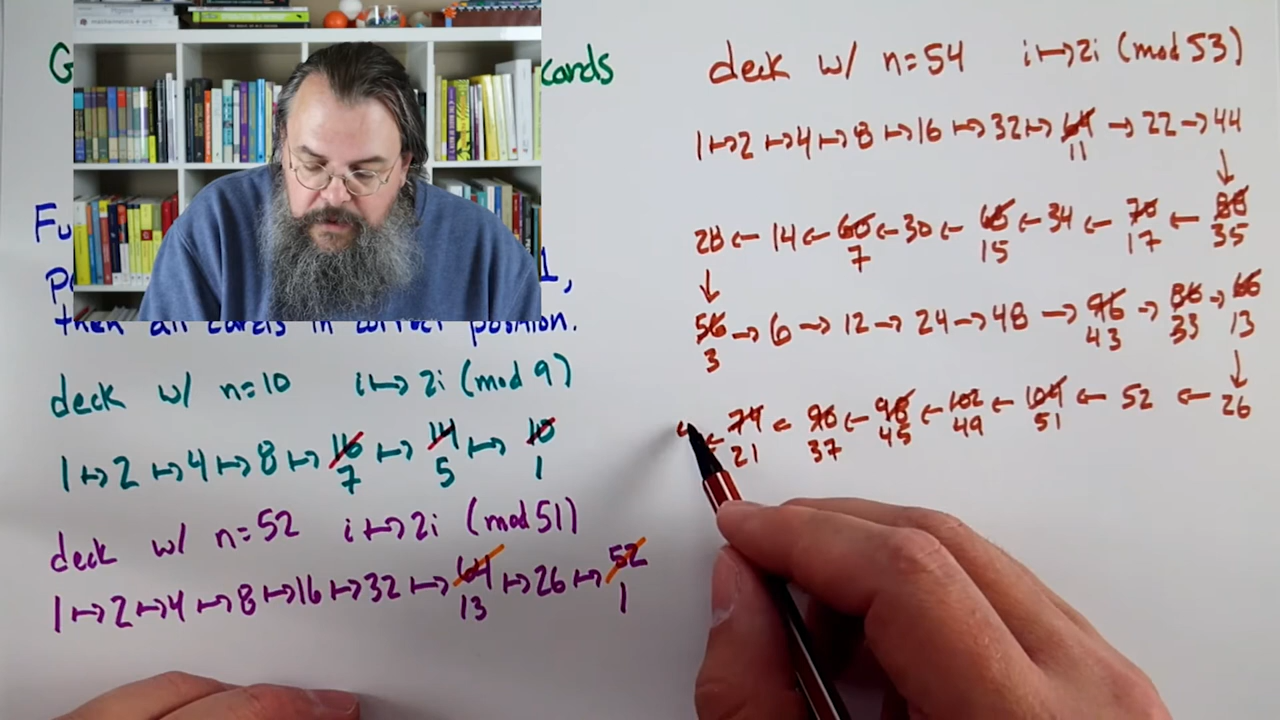 G cards
Fu
p 1,
then all cards in correct position.
deck w/ n=10 i↦2i (mod 9)
1↦2↦4↦8↦16↦14↦10
7 5 1
deck w/ n=52 i↦2i (mod 51)
1↦2↦4↦8↦16↦32↦64↦26↦52
13 1
deck w/ n=54 i↦2i (mod 53)
1↦2↦4↦8↦16↦32↦64→22→44
11
↓
28←14←60←30←68←34←70←88
7 15 17 35
↓
56→6→12→24→48→96→86→66
3 43 33 13
↓
←74←90←98←102←104←52←26
21 37 45 49 51